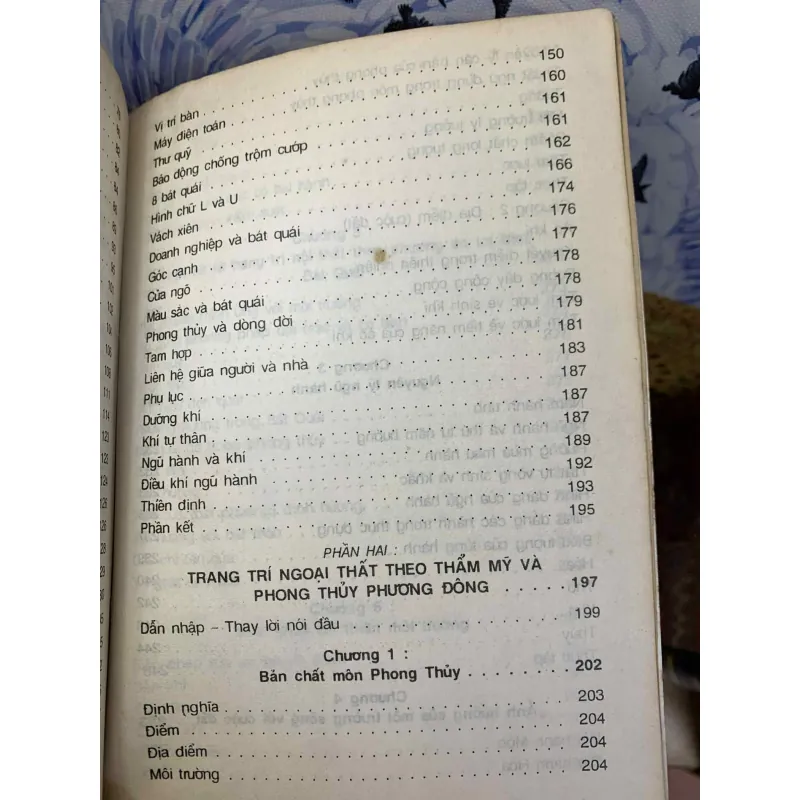 Vị trí bàn . . . . . . . . . . . . . . . . . . . . 150
Máy điện toán . . . . . . . . . . . . . . . . . . . . 160
Thư quỹ . . . . . . . . . . . . . . . . . . . . 161
Báo động chống trộm cướp . . . . . . . . . . . . . . . 161
8 bát quái . . . . . . . . . . . . . . . . . . . . 162
Hình chữ L và U . . . . . . . . . . . . . . . . . . . . 166
Vách xiên . . . . . . . . . . . . . . . . . . . . 174
Doanh nghiệp và bát quái . . . . . . . . . . . . . . . 176
Góc cạnh . . . . . . . . . . . . . . . . . . . . 177
Cửa ngõ . . . . . . . . . . . . . . . . . . . . 178
Màu sắc và bát quái . . . . . . . . . . . . . . . . . . 178
Phong thủy và dòng đời . . . . . . . . . . . . . . . . 179
Tam hợp . . . . . . . . . . . . . . . . . . . . 181
Liên hệ giữa người và nhà . . . . . . . . . . . . . . . 183
Phụ lục . . . . . . . . . . . . . . . . . . . . 187
Dưỡng khí . . . . . . . . . . . . . . . . . . . . 187
Khí tự thân . . . . . . . . . . . . . . . . . . . . 187
Ngũ hành và khí . . . . . . . . . . . . . . . . . . . . 189
Điều khí ngũ hành . . . . . . . . . . . . . . . . . . . 192
Thiền định . . . . . . . . . . . . . . . . . . . . 193
Phần kết . . . . . . . . . . . . . . . . . . . . 195
PHẦN HAI :
TRANG TRÍ NGOẠI THẤT THEO THẨM MỸ VÀ
PHONG THỦY PHƯƠNG ĐÔNG . . . . . . 197
Dẫn nhập – Thay lời nói đầu . . . . . . . . . . . . . . 199
Chương 1 :
Bản chất môn Phong Thủy . . . . . . . . 202
Định nghĩa . . . . . . . . . . . . . . . . . . . . 203
Điểm . . . . . . . . . . . . . . . . . . . . 204
Địa điểm . . . . . . . . . . . . . . . . . . . . 204
Môi trường . . . . . . . . . . . . . . . . . . . . 204